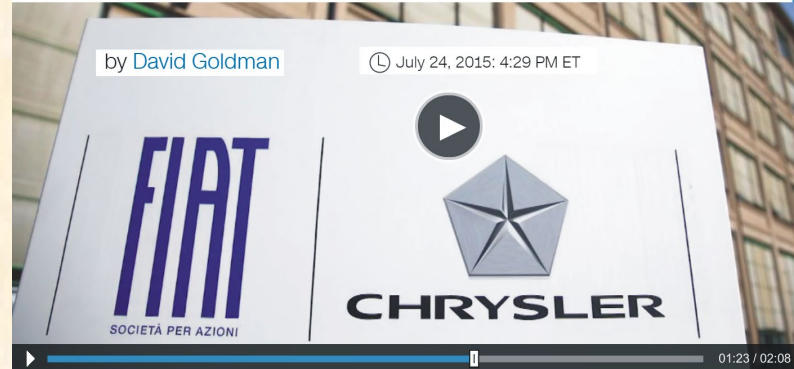 by David Goldman
July 24, 2015: 4:29 PM ET
FIAT
SOCIETÀ PER AZIONI
CHRYSLER
01:23 / 02:08